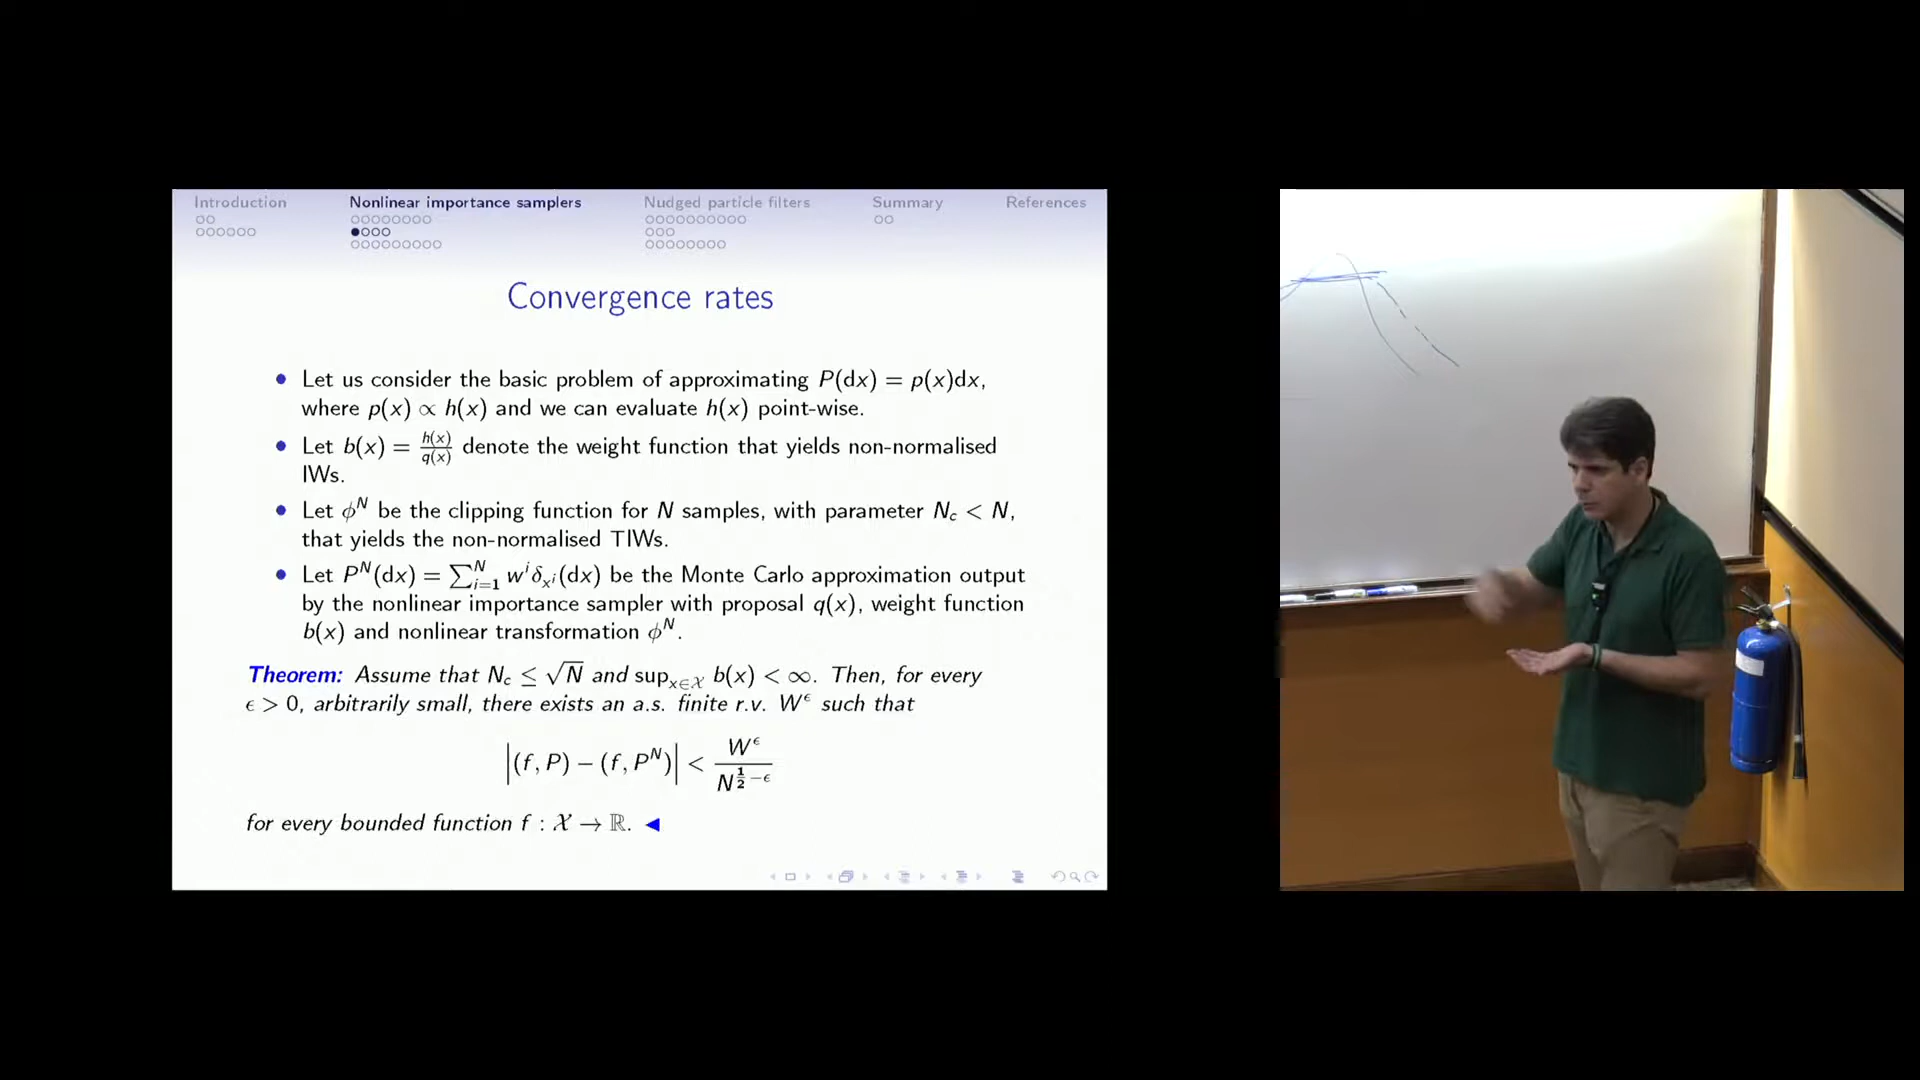 Introduction Nonlinear importance samplers Nudged particle filters Summary References
Convergence rates
• Let us consider the basic problem of approximating P(dx) = p(x)dx,
where p(x) ∝ h(x) and we can evaluate h(x) point-wise.
• Let b(x) = h(x)/q(x) denote the weight function that yields non-normalised
IWs.
• Let ϕ^N be the clipping function for N samples, with parameter N_c < N,
that yields the non-normalised TIWs.
• Let P^N(dx) = ∑_{i=1}^N w^i δ_{x^i}(dx) be the Monte Carlo approximation output
by the nonlinear importance sampler with proposal q(x), weight function
b(x) and nonlinear transformation ϕ^N.
Theorem: Assume that N_c ≤ √N and sup_{x∈𝒳} b(x) < ∞. Then, for every
ϵ > 0, arbitrarily small, there exists an a.s. finite r.v. W^ϵ such that
|(f, P) − (f, P^N)| < W^ϵ / N^{1/2 − ϵ}
for every bounded function f : 𝒳 → ℝ. ◀